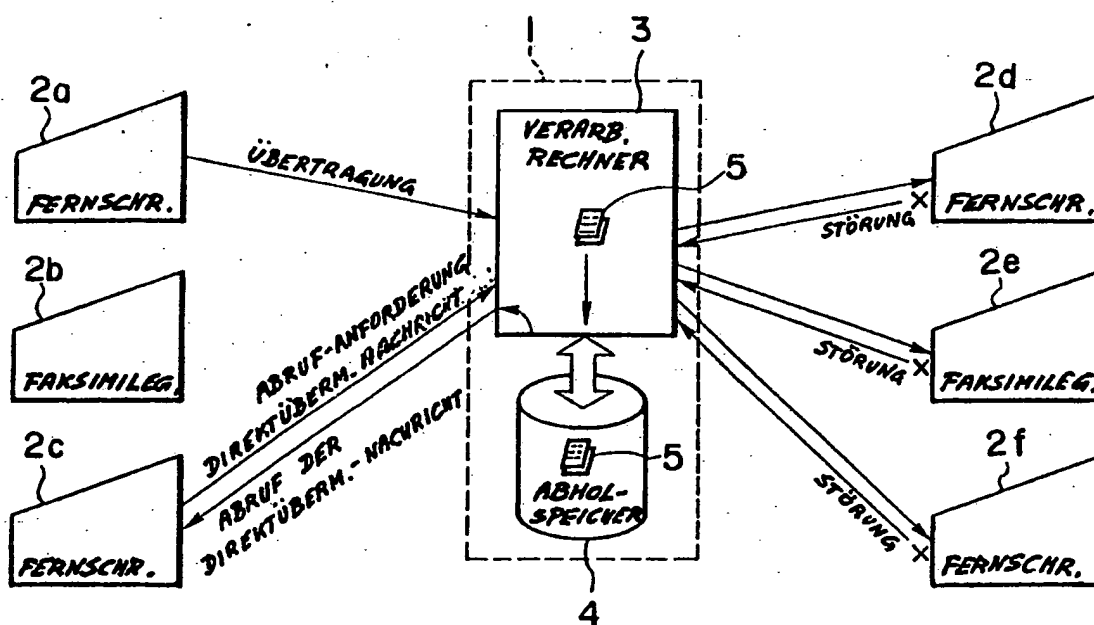 1
3
2a
FERNSCHR.
ÜBERTRAGUNG
VERARB.
RECHNER
5
2d
FERNSCHR.
STÖRUNG
2b
FAKSIMILEG.
ABRUF-ANFORDERUNG
DIREKTÜBERM. NACHRICHT
2e
FAKSIMILEG.
STÖRUNG
2c
FERNSCHR.
ABRUF DER
DIREKTÜBERM.-NACHRICHT
5
ABHOL-
SPEICHER
4
2f
FERNSCHR.
STÖRUNG